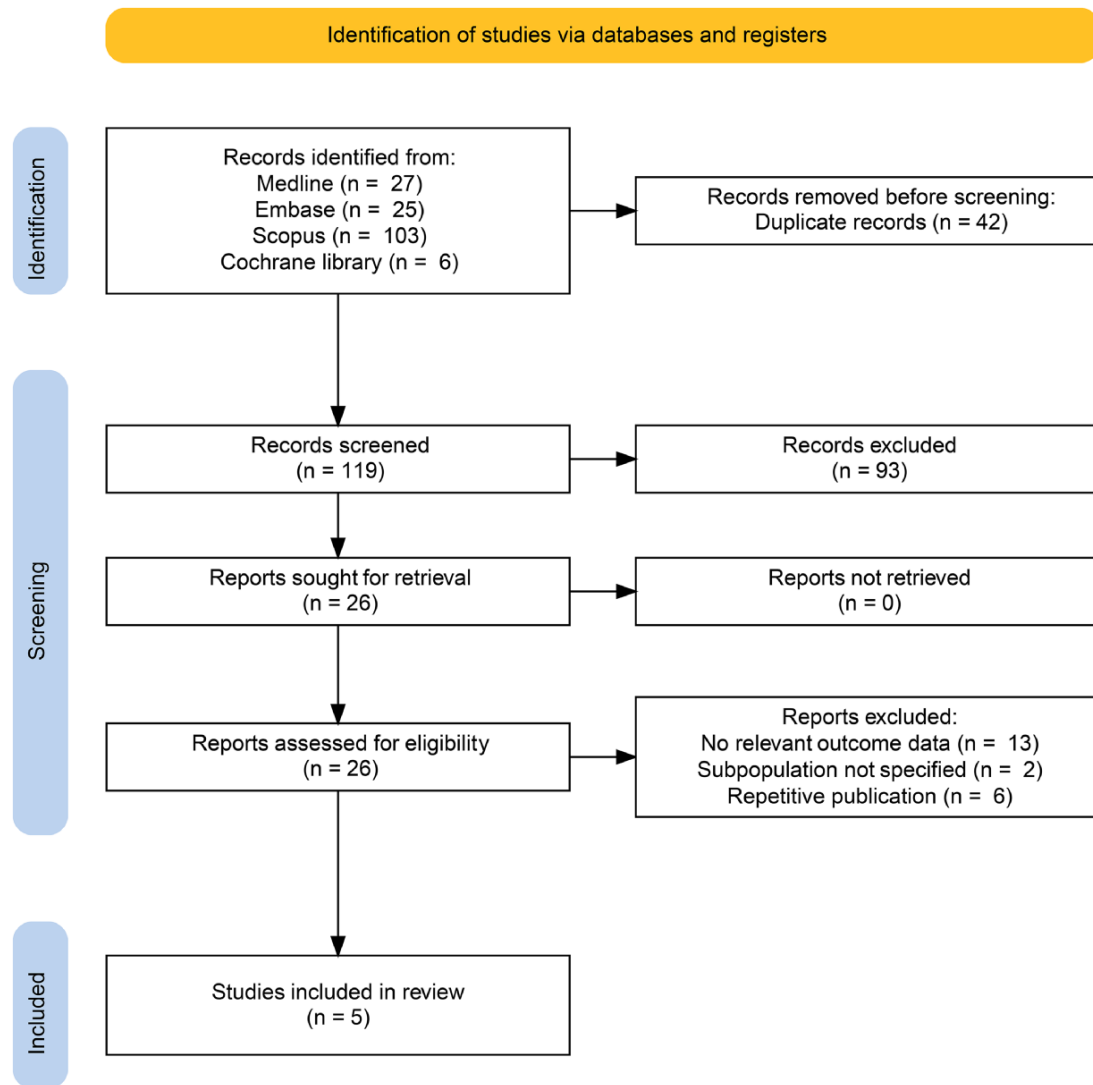 Identification of studies via databases and registers
Identification
Records identified from:
Medline (n = 27)
Embase (n = 25)
Scopus (n = 103)
Cochrane library (n = 6)
Records removed before screening:
Duplicate records (n = 42)
Screening
Records screened
(n = 119)
Records excluded
(n = 93)
Reports sought for retrieval
(n = 26)
Reports not retrieved
(n = 0)
Reports assessed for eligibility
(n = 26)
Reports excluded:
No relevant outcome data (n = 13)
Subpopulation not specified (n = 2)
Repetitive publication (n = 6)
Included
Studies included in review
(n = 5)